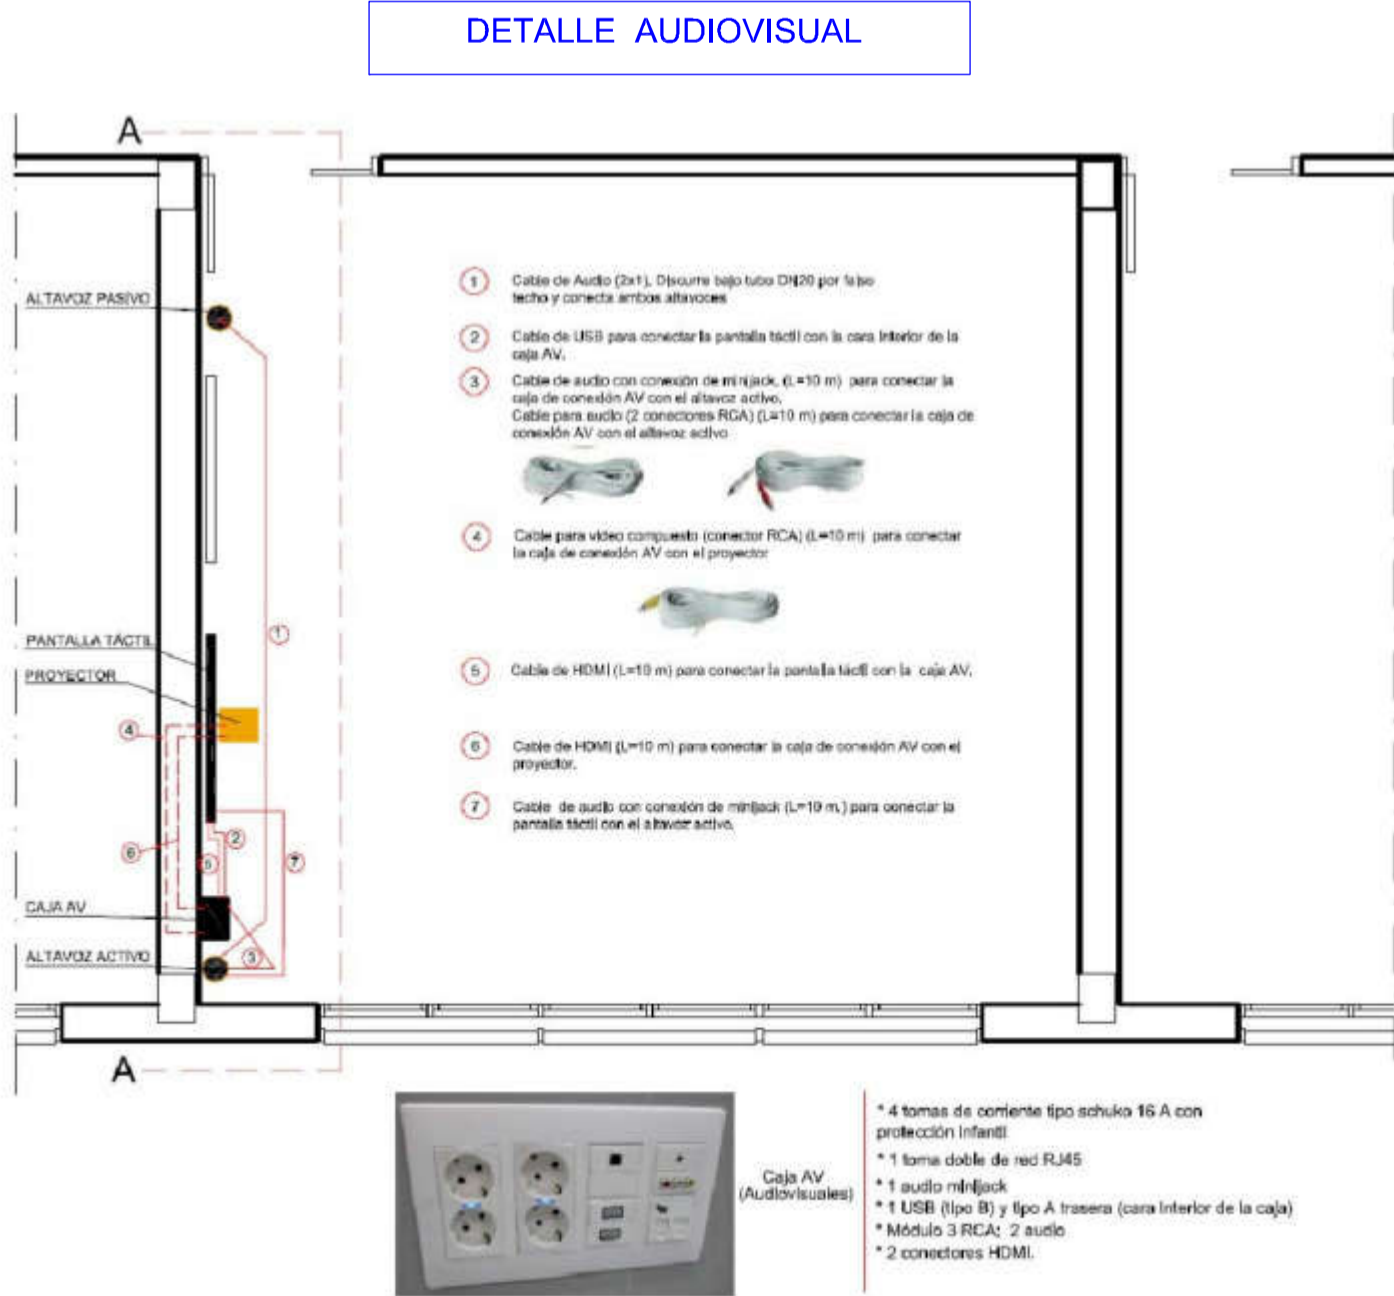 DETALLE AUDIOVISUAL
A
ALTAVOZ PASIVO
PANTALLA TÁCTIL
PROYECTOR
CAJA AV
ALTAVOZ ACTIVO
1
4
2
6
5
7
3
A
1 Cable de Audio (2x1), Discurre bajo tubo DN20 por falso
techo y conecta ambos altavoces
2 Cable de USB para conectar la pantalla táctil con la cara interior de la
caja AV.
3 Cable de audio con conexión de minijack, (L=10 m) para conectar la
caja de conexión AV con el altavoz activo.
Cable para audio (2 conectores RCA) (L=10 m) para conectar la caja de
conexión AV con el altavoz activo
4 Cable para video compuesto (conector RCA) (L=10 m) para conectar
la caja de conexión AV con el proyector
5 Cable de HDMI (L=10 m) para conectar la pantalla táctil con la caja AV.
6 Cable de HDMI (L=10 m) para conectar la caja de conexión AV con el
proyector.
7 Cable de audio con conexión de minijack (L=10 m.) para conectar la
pantalla táctil con el altavoz activo.
Caja AV
(Audiovisuales)
* 4 tomas de corriente tipo schuko 16 A con
protección infantil
* 1 toma doble de red RJ45
* 1 audio minijack
* 1 USB (tipo B) y tipo A trasera (cara interior de la caja)
* Módulo 3 RCA; 2 audio
* 2 conectores HDMI.